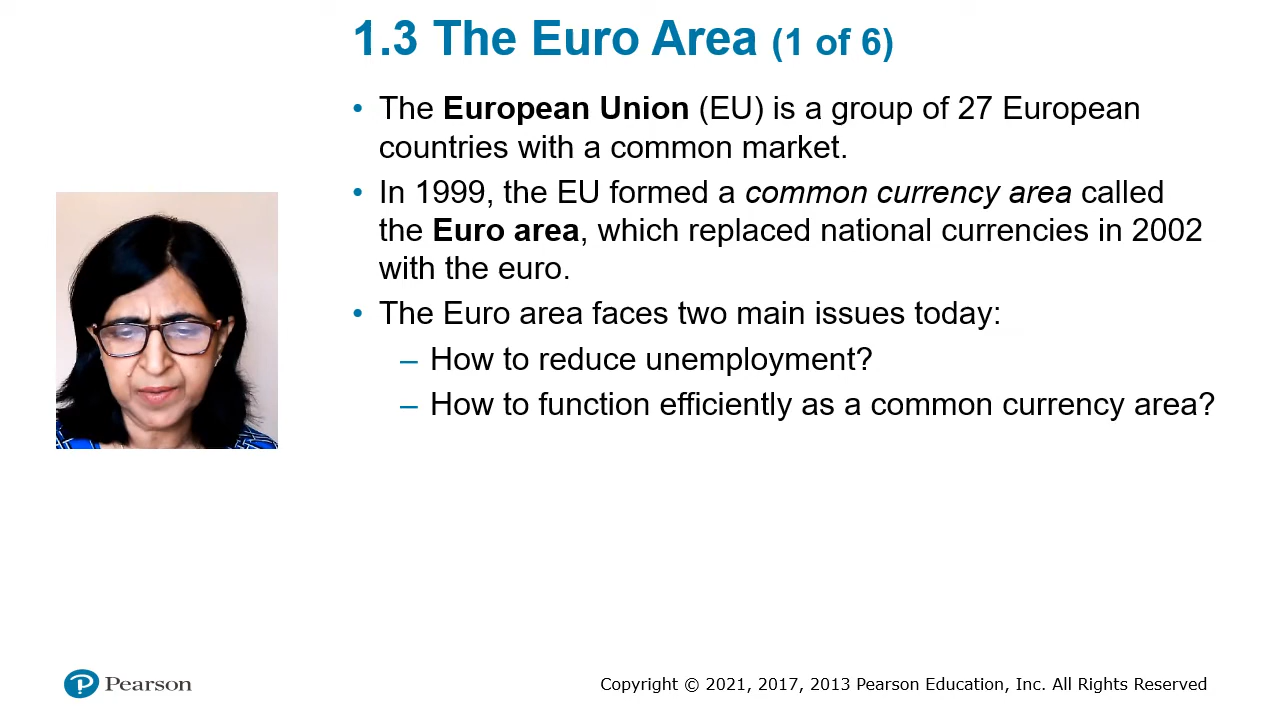 1.3 The Euro Area (1 of 6)
• The European Union (EU) is a group of 27 European
countries with a common market.
• In 1999, the EU formed a common currency area called
the Euro area, which replaced national currencies in 2002
with the euro.
• The Euro area faces two main issues today:
– How to reduce unemployment?
– How to function efficiently as a common currency area?
Pearson
Copyright © 2021, 2017, 2013 Pearson Education, Inc. All Rights Reserved